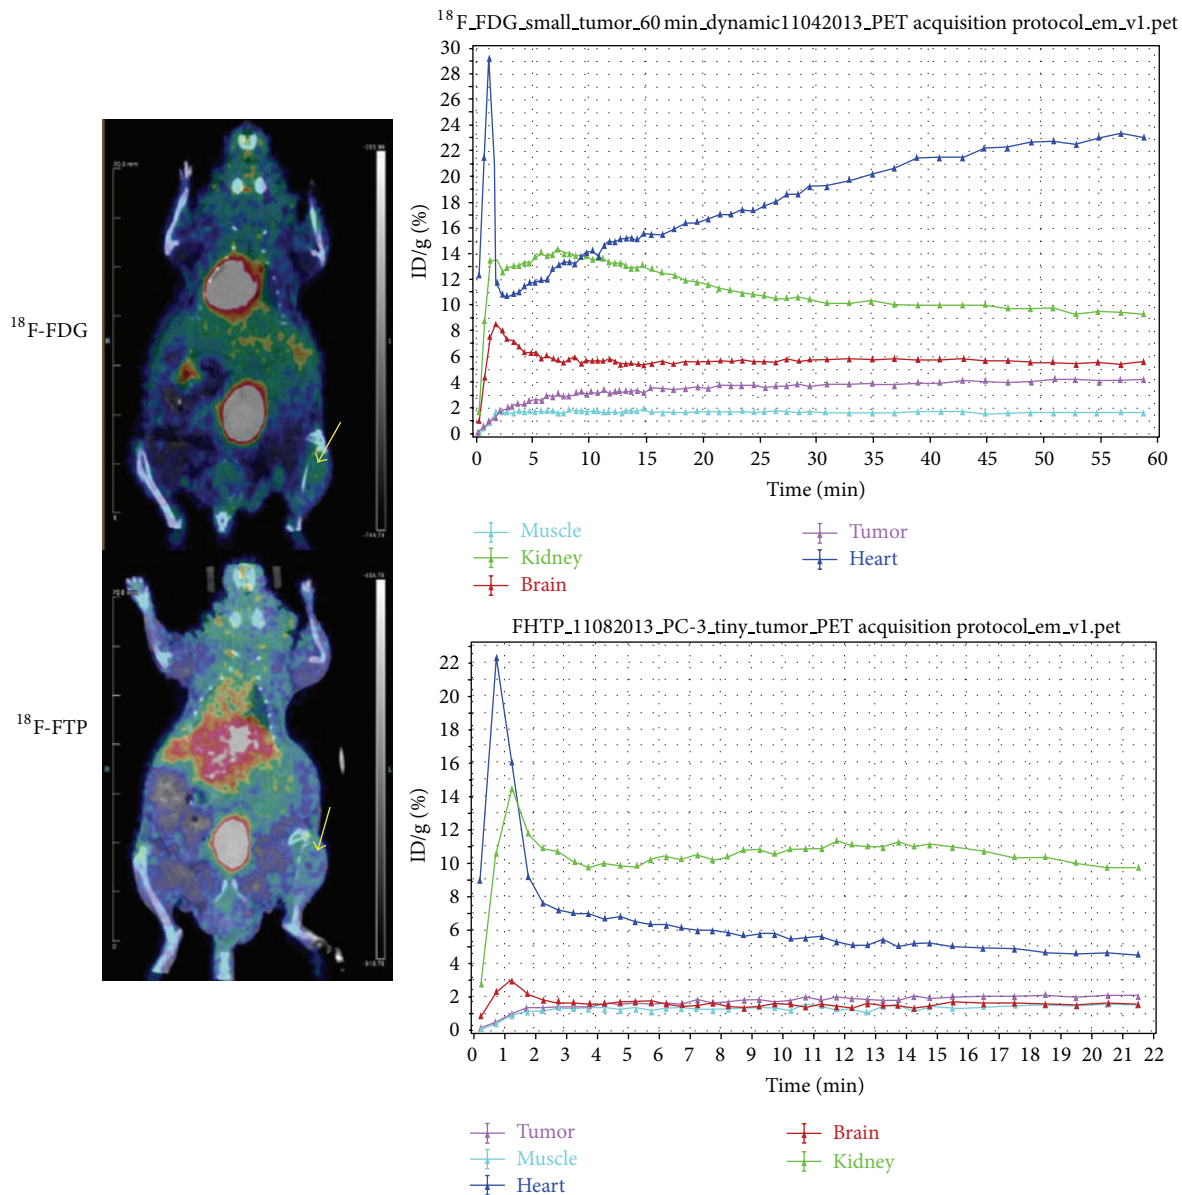 ¹⁸F_FDG_small_tumor_60 min_dynamic11042013_PET acquisition protocol_em_v1.pet
30
28
26
24
22
20
18
16
14
12
10
8
6
4
2
0
ID/g (%)
0 5 10 15 20 25 30 35 40 45 50 55 60
Time (min)
Muscle
Kidney
Brain
Tumor
Heart
¹⁸F-FDG
R
L
0
¹⁸F-FTP
R
L
0
FHTP_11082013_PC-3_tiny_tumor_PET acquisition protocol_em_v1.pet
22
20
18
16
14
12
10
8
6
4
2
0
ID/g (%)
0 1 2 3 4 5 6 7 8 9 10 11 12 13 14 15 16 17 18 19 20 21 22
Time (min)
Tumor
Muscle
Heart
Brain
Kidney